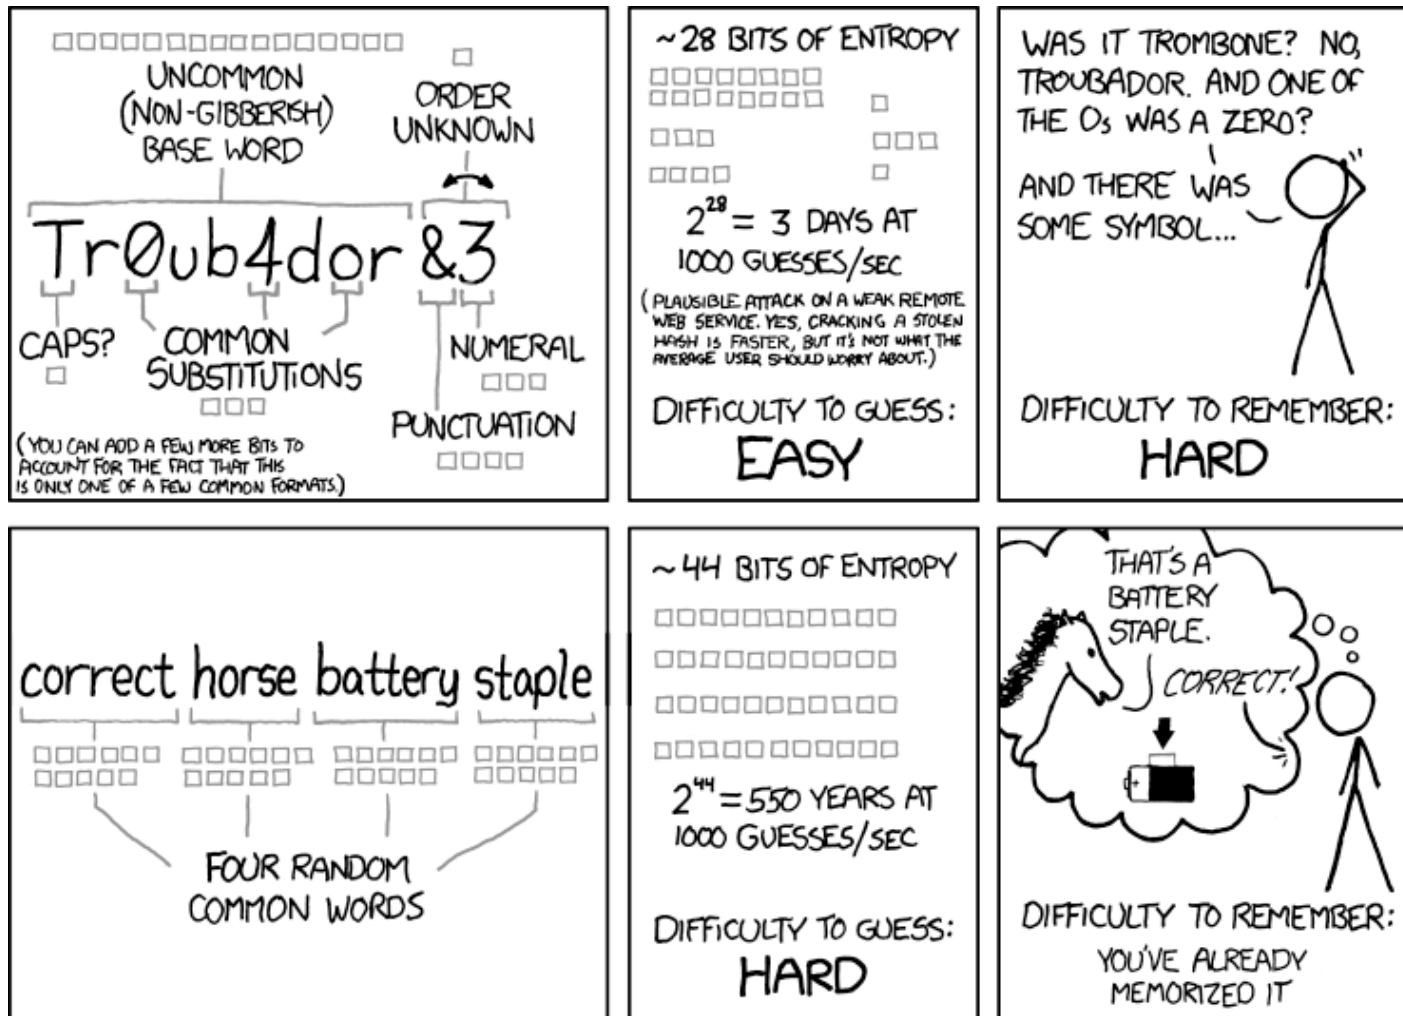 UNCOMMON
(NON-GIBBERISH)
BASE WORD
ORDER
UNKNOWN
Tr0ub4dor &3
CAPS?
COMMON
SUBSTITUTIONS
NUMERAL
PUNCTUATION
(YOU CAN ADD A FEW MORE BITS TO
ACCOUNT FOR THE FACT THAT THIS
IS ONLY ONE OF A FEW COMMON FORMATS.)
~28 BITS OF ENTROPY
2^28 = 3 DAYS AT
1000 GUESSES/SEC
(PLAUSIBLE ATTACK ON A WEAK REMOTE
WEB SERVICE. YES, CRACKING A STOLEN
HASH IS FASTER, BUT IT'S NOT WHAT THE
AVERAGE USER SHOULD WORRY ABOUT.)
DIFFICULTY TO GUESS:
EASY
WAS IT TROMBONE? NO,
TROUBADOR. AND ONE OF
THE Os WAS A ZERO?
AND THERE WAS
SOME SYMBOL...
DIFFICULTY TO REMEMBER:
HARD
correct horse battery staple
FOUR RANDOM
COMMON WORDS
~44 BITS OF ENTROPY
2^44 = 550 YEARS AT
1000 GUESSES/SEC
DIFFICULTY TO GUESS:
HARD
THAT'S A
BATTERY
STAPLE.
CORRECT!
+
DIFFICULTY TO REMEMBER:
YOU'VE ALREADY
MEMORIZED IT